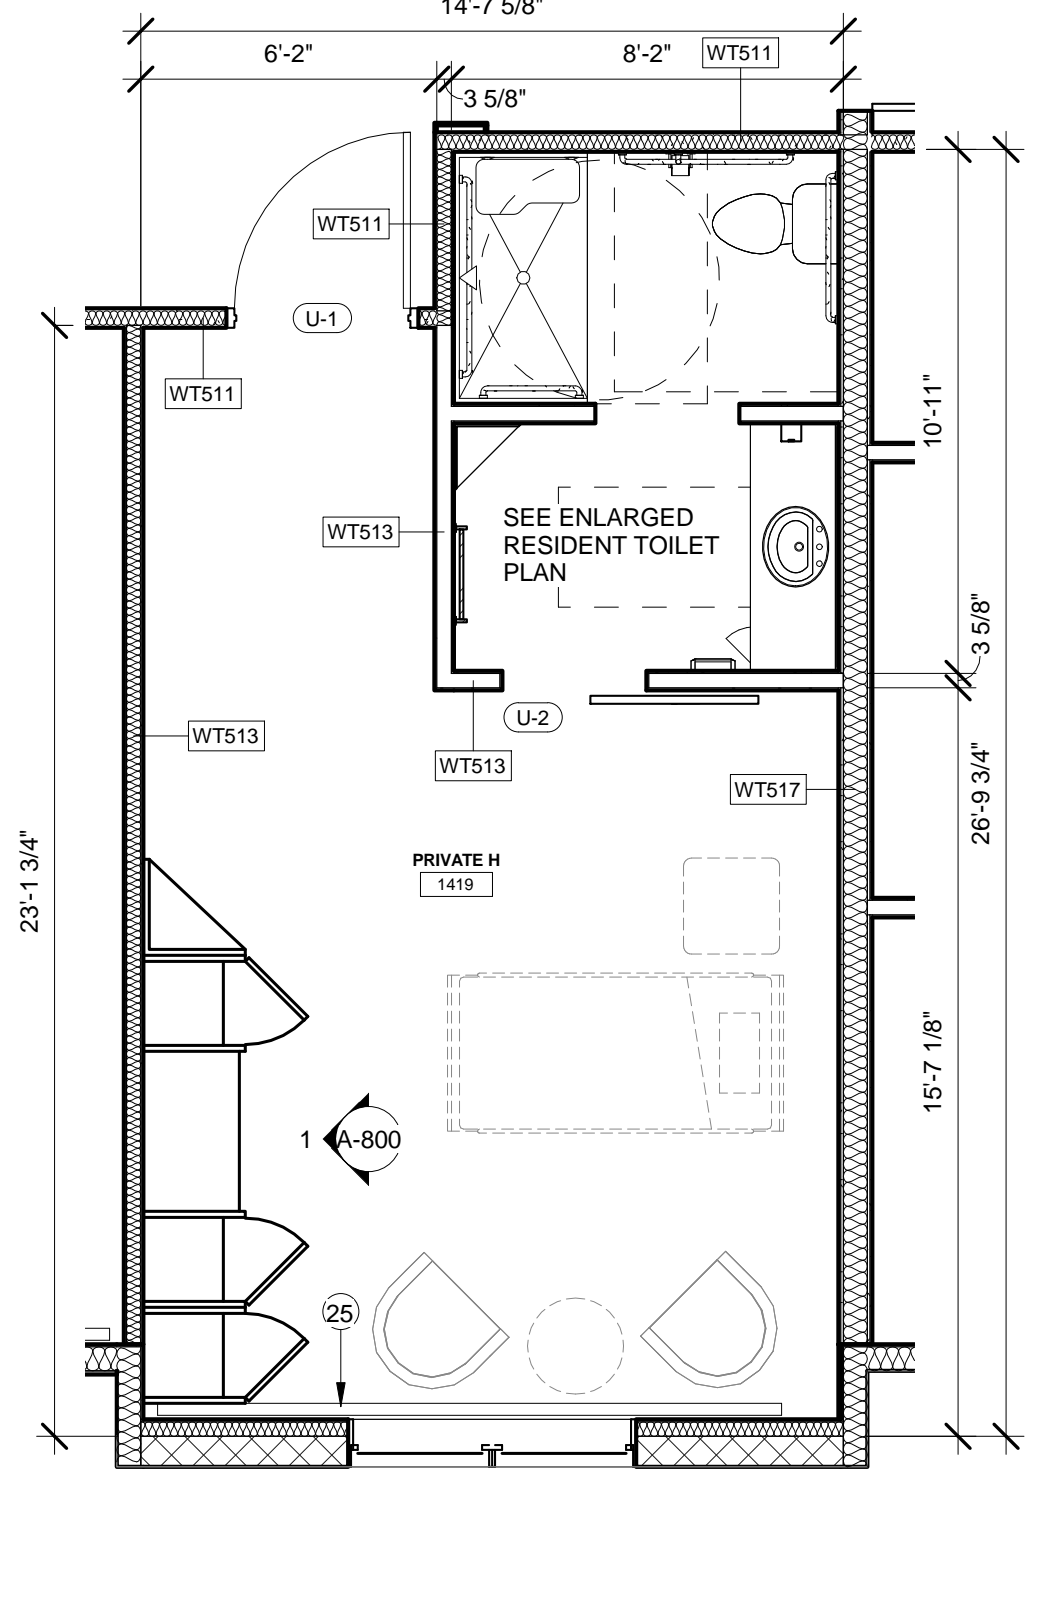 14'-7 5/8"
6'-2"
8'-2"
WT511
3 5/8"
WT511
U-1
WT511
10'-11"
WT513
SEE ENLARGED
RESIDENT TOILET
PLAN
3 5/8"
U-2
WT513
WT513
WT517
26'-9 3/4"
23'-1 3/4"
PRIVATE H
1419
15'-7 1/8"
1
A-800
25